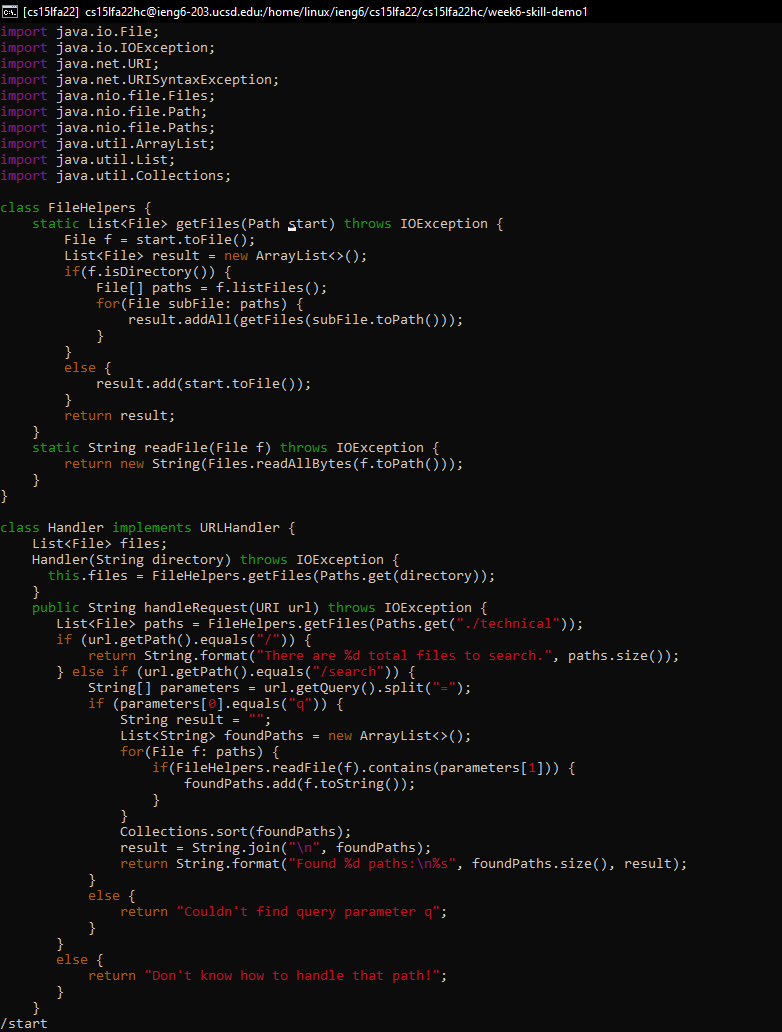 [cs15lfa22] cs15lfa22hc@ieng6-203.ucsd.edu:/home/linux/ieng6/cs15lfa22/cs15lfa22hc/week6-skill-demo1
import java.io.File;
import java.io.IOException;
import java.net.URI;
import java.net.URISyntaxException;
import java.nio.file.Files;
import java.nio.file.Path;
import java.nio.file.Paths;
import java.util.ArrayList;
import java.util.List;
import java.util.Collections;

class FileHelpers {
    static List<File> getFiles(Path start) throws IOException {
        File f = start.toFile();
        List<File> result = new ArrayList<>();
        if(f.isDirectory()) {
            File[] paths = f.listFiles();
            for(File subFile: paths) {
                result.addAll(getFiles(subFile.toPath()));
            }
        }
        else {
            result.add(start.toFile());
        }
        return result;
    }
    static String readFile(File f) throws IOException {
        return new String(Files.readAllBytes(f.toPath()));
    }
}

class Handler implements URLHandler {
    List<File> files;
    Handler(String directory) throws IOException {
      this.files = FileHelpers.getFiles(Paths.get(directory));
    }
    public String handleRequest(URI url) throws IOException {
       List<File> paths = FileHelpers.getFiles(Paths.get("./technical"));
       if (url.getPath().equals("/")) {
           return String.format("There are %d total files to search.", paths.size());
       } else if (url.getPath().equals("/search")) {
           String[] parameters = url.getQuery().split("=");
           if (parameters[0].equals("q")) {
               String result = "";
               List<String> foundPaths = new ArrayList<>();
               for(File f: paths) {
                   if(FileHelpers.readFile(f).contains(parameters[1])) {
                       foundPaths.add(f.toString());
                   }
               }
               Collections.sort(foundPaths);
               result = String.join("\n", foundPaths);
               return String.format("Found %d paths:\n%s", foundPaths.size(), result);
           }
           else {
               return "Couldn't find query parameter q";
           }
       }
       else {
           return "Don't know how to handle that path!";
       }
    }
/start